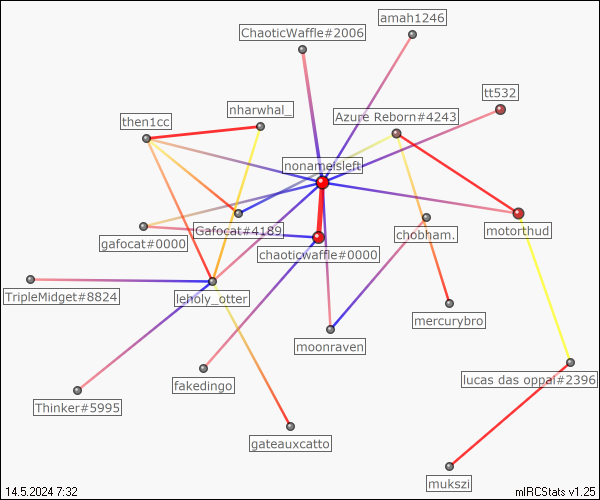 amah1246
ChaoticWaffle#2006
tt532
nharwhal_
Azure Reborn#4243
then1cc
nonameisleft
Gafocat#4189
chobham.
motorthud
gafocat#0000
chaoticwaffle#0000
TripleMidget#8824
leholy_otter
mercurybro
moonraven
fakedingo
lucas das oppai#2396
Thinker#5995
gateauxcatto
mukszi
14.5.2024 7:32
mIRCStats v1.25